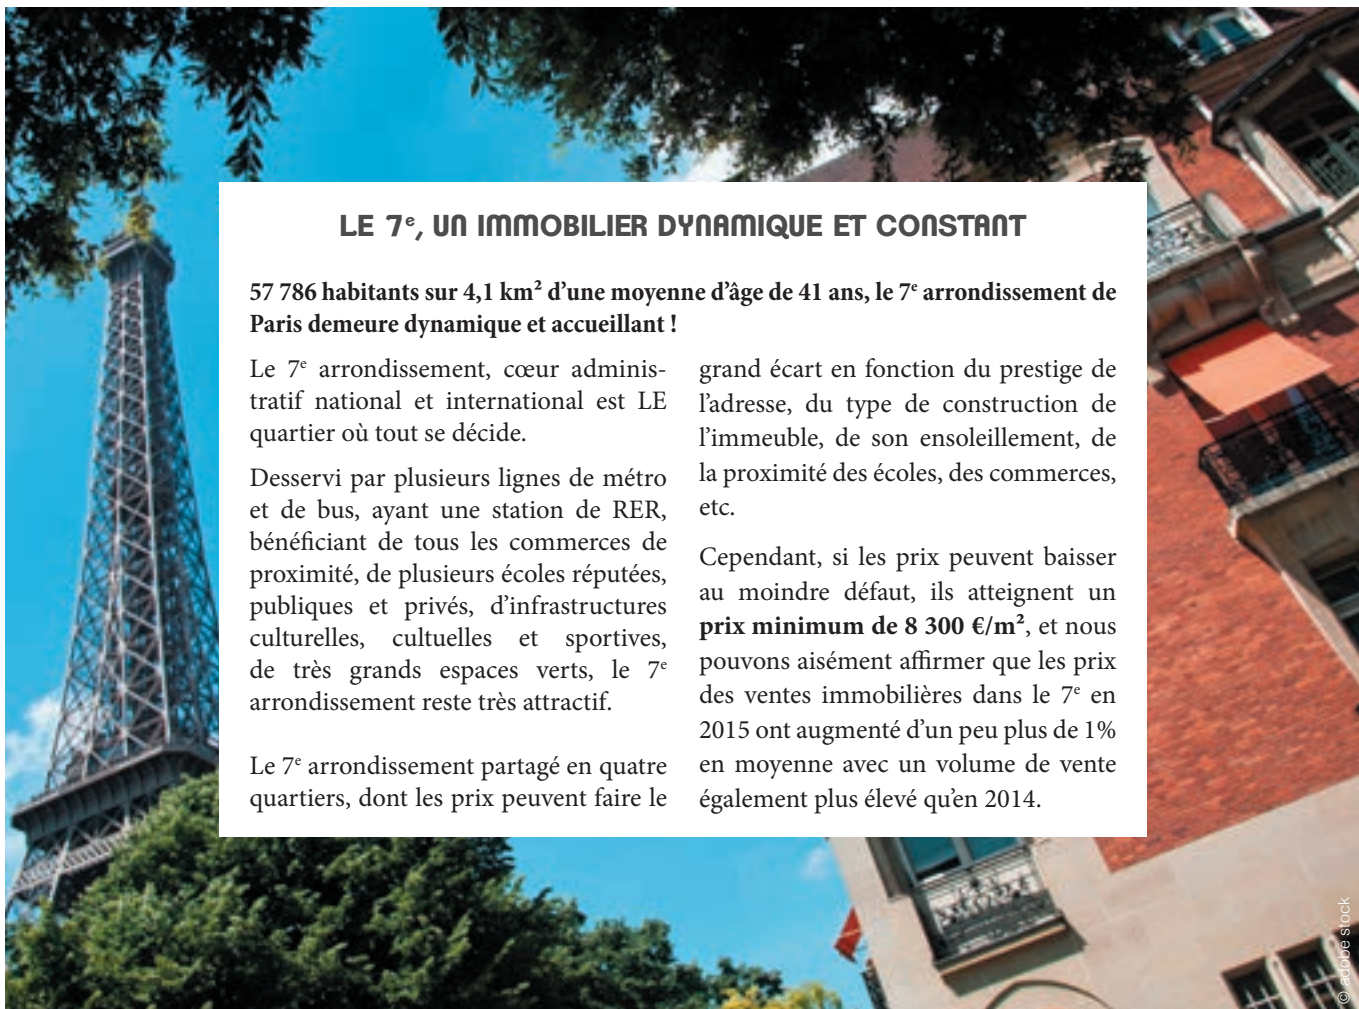 LE 7e, UN IMMOBILIER DYNAMIQUE ET CONSTANT
57 786 habitants sur 4,1 km² d’une moyenne d’âge de 41 ans, le 7e arrondissement de
Paris demeure dynamique et accueillant !
Le 7e arrondissement, cœur adminis-
tratif national et international est LE
quartier où tout se décide.
Desservi par plusieurs lignes de métro
et de bus, ayant une station de RER,
bénéficiant de tous les commerces de
proximité, de plusieurs écoles réputées,
publiques et privés, d’infrastructures
culturelles, cultuelles et sportives,
de très grands espaces verts, le 7e
arrondissement reste très attractif.
Le 7e arrondissement partagé en quatre
quartiers, dont les prix peuvent faire le
grand écart en fonction du prestige de
l’adresse, du type de construction de
l’immeuble, de son ensoleillement, de
la proximité des écoles, des commerces,
etc.
Cependant, si les prix peuvent baisser
au moindre défaut, ils atteignent un
prix minimum de 8 300 €/m², et nous
pouvons aisément affirmer que les prix
des ventes immobilières dans le 7e en
2015 ont augmenté d’un peu plus de 1%
en moyenne avec un volume de vente
également plus élevé qu’en 2014.
© adobe stock